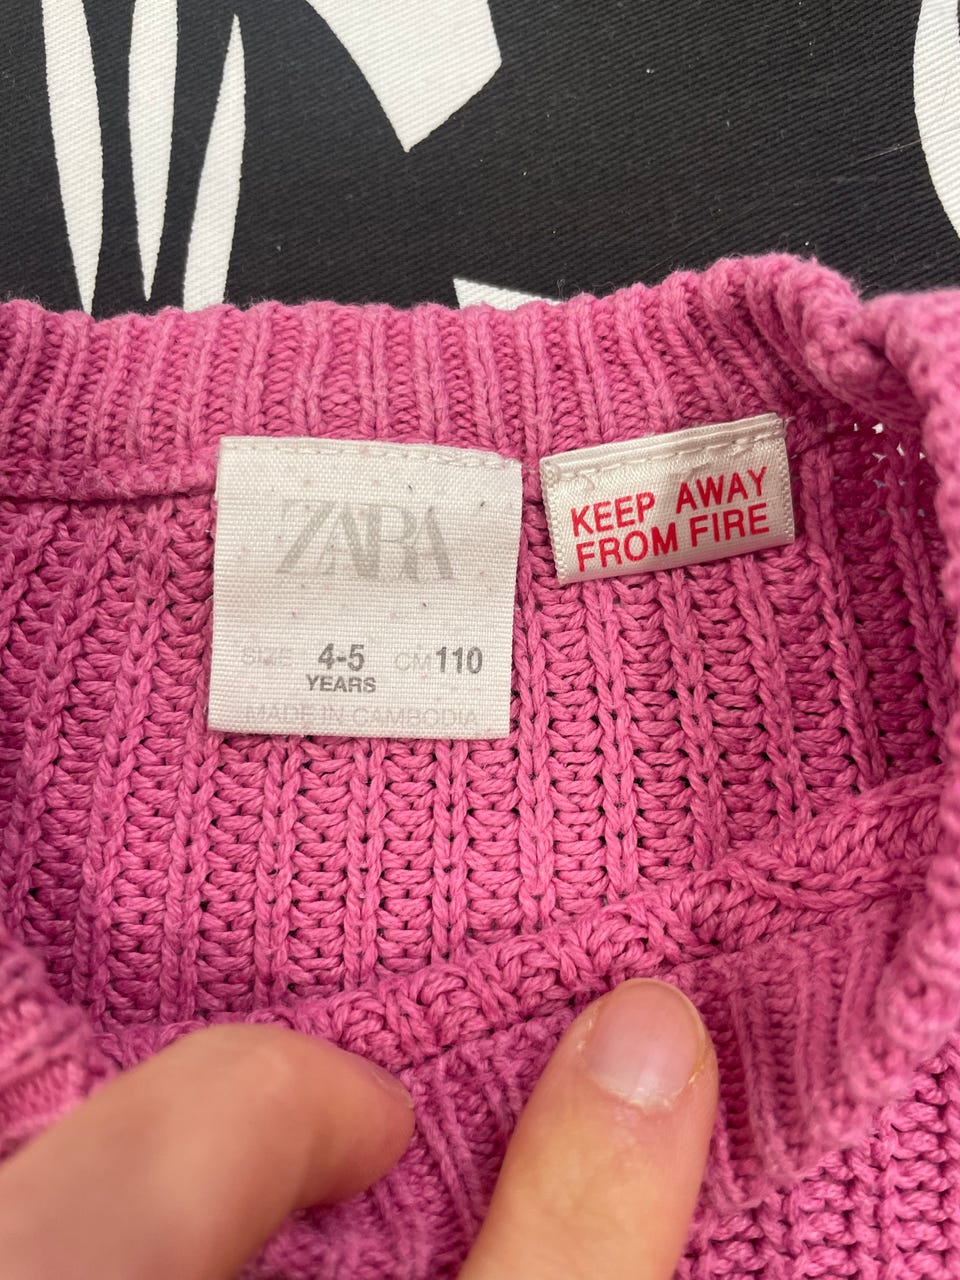 ZARA
SIZE 4-5 CM 110
YEARS
MADE IN CAMBODIA
KEEP AWAY
FROM FIRE